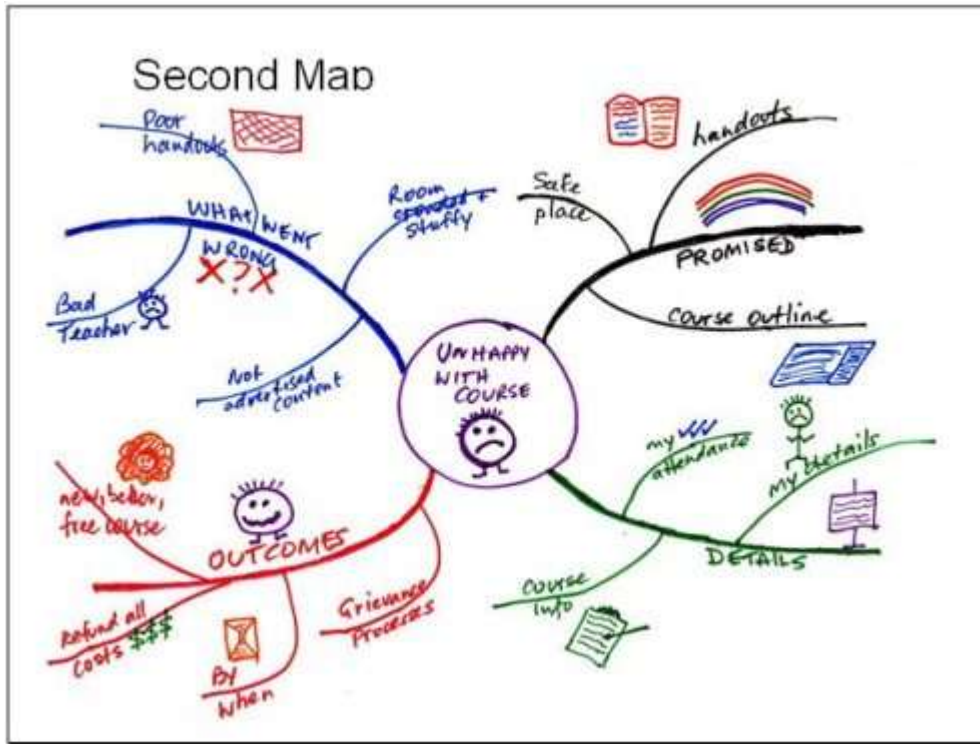 Second Map
Poor
handouts
Room
crowded +
stuffy
WHAT WENT
WRONG
X?X
Bad
Teacher
Not
advertised
content
handouts
Safe
place
PROMISED
course outline
UNHAPPY
WITH
COURSE
my
attendance
my details
DETAILS
course
info
new, better,
free course
OUTCOMES
Refund all
costs $$$
By
when
Grievance
Processes